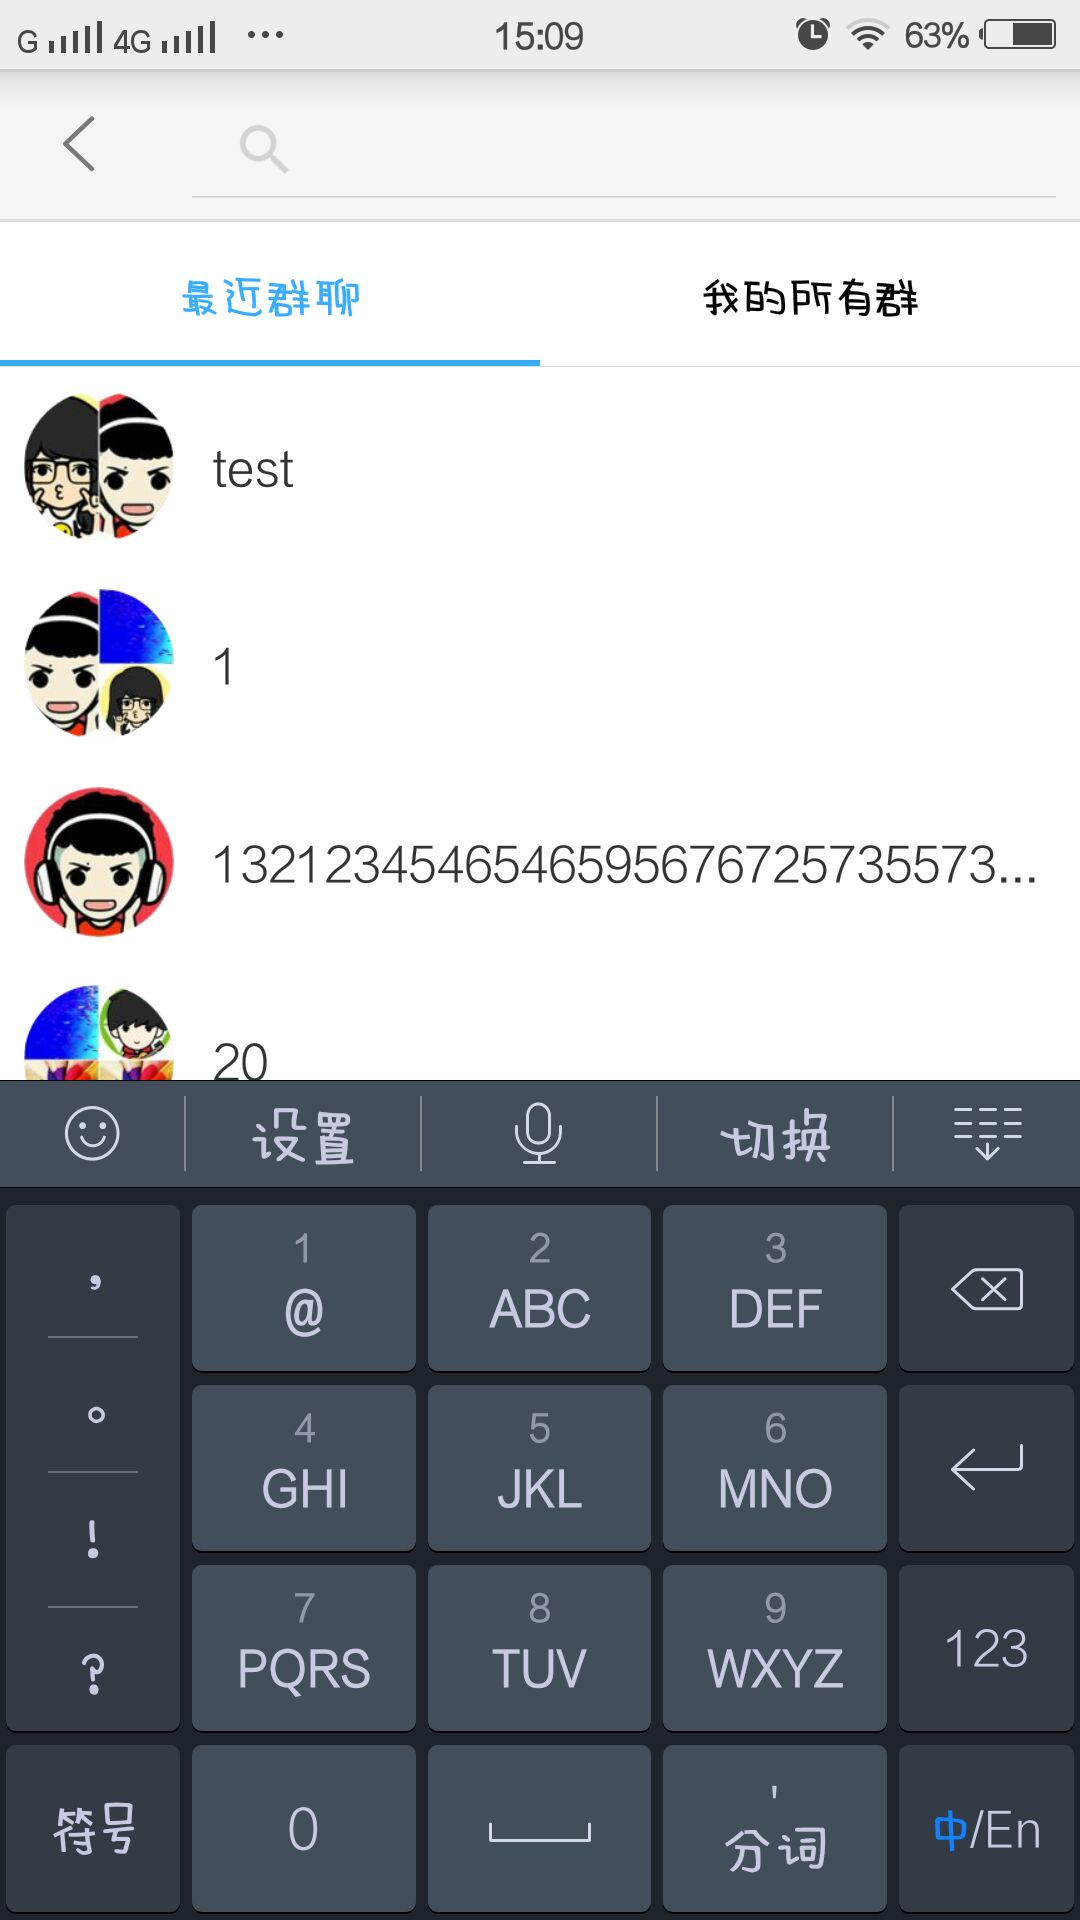 G 4G ... 15:09 63%
最近群聊 我的所有群
test
1
1321234546546595676725735573...
20
设置 切换
, 1 2 3
@ ABC DEF
。 4 5 6
GHI JKL MNO
! 7 8 9
PQRS TUV WXYZ 123
?
符号 0 ' 分词 中/En